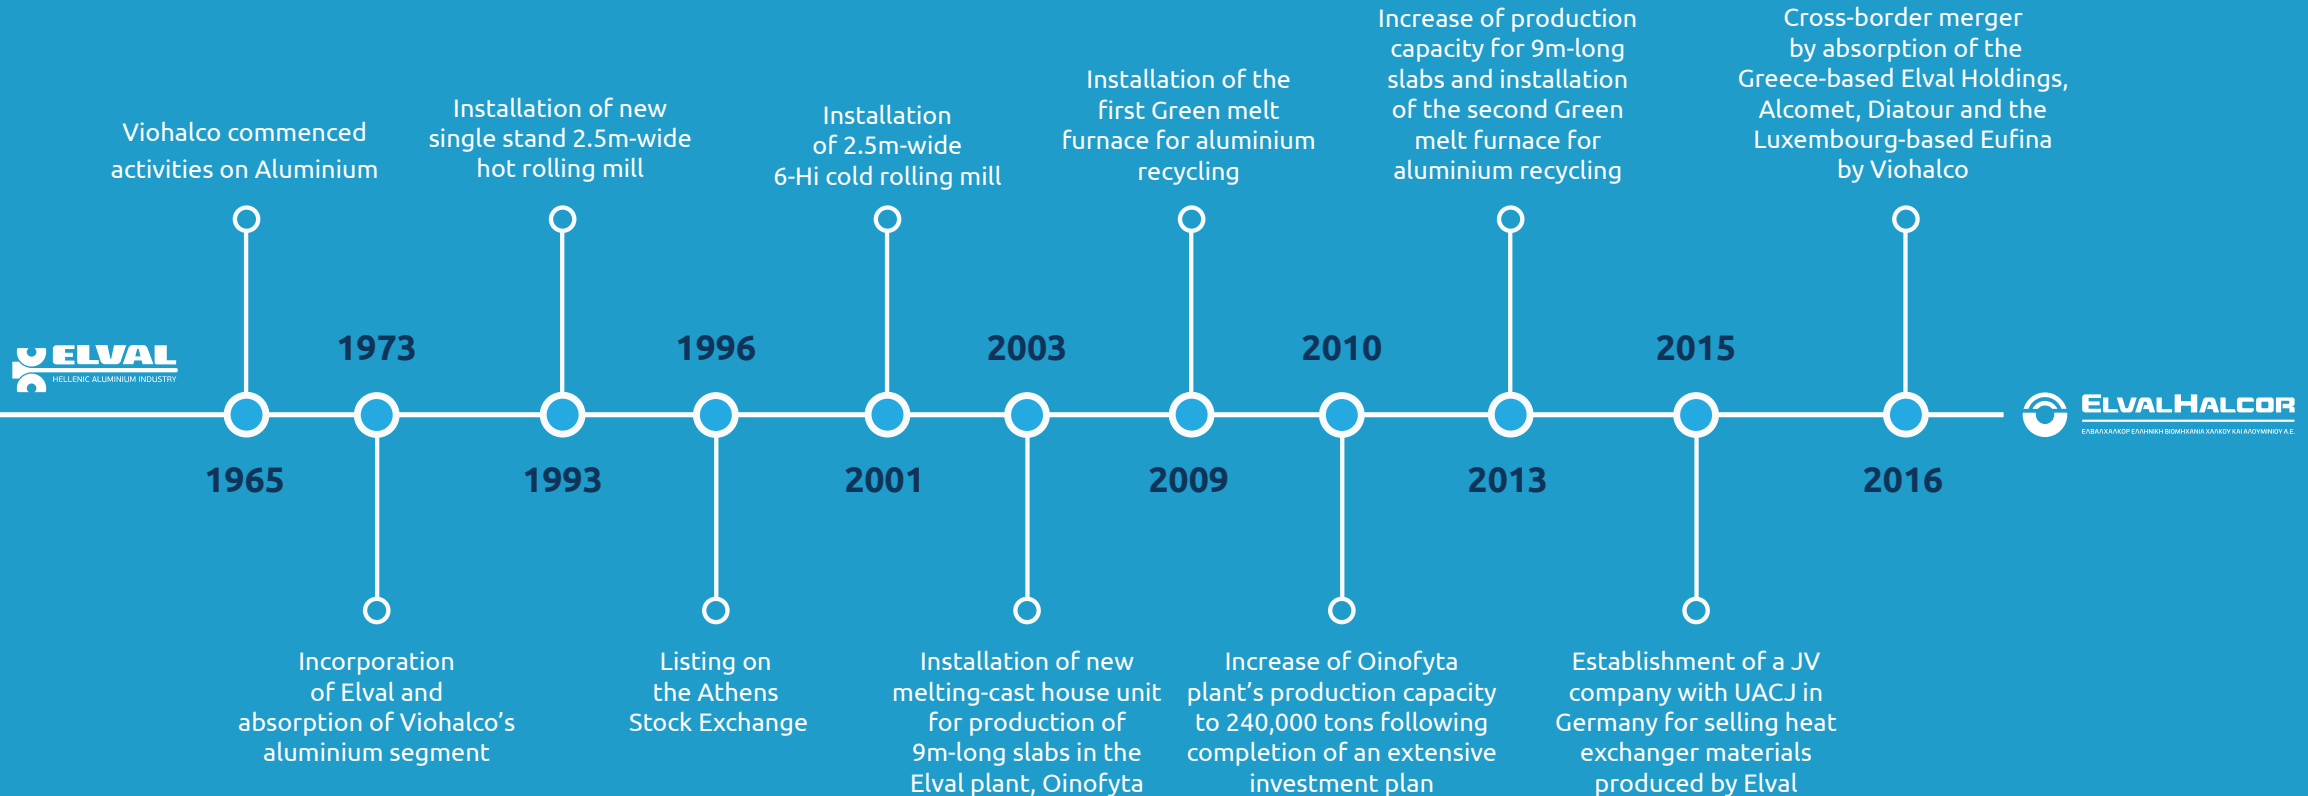 Viohalco commenced
activities on Aluminium
Installation of new
single stand 2.5m-wide
hot rolling mill
Installation
of 2.5m-wide
6-Hi cold rolling mill
Installation of the
first Green melt
furnace for aluminium
recycling
Increase of production
capacity for 9m-long
slabs and installation
of the second Green
melt furnace for
aluminium recycling
Cross-border merger
by absorption of the
Greece-based Elval Holdings,
Alcomet, Diatour and the
Luxembourg-based Eufina
by Viohalco
ELVAL
HELLENIC ALUMINIUM INDUSTRY
1973
1996
2003
2010
2015
ELVALHALCOR
ΕΛΒΑΛΧΑΛΚΟΡ ΕΛΛΗΝΙΚΗ ΒΙΟΜΗΧΑΝΙΑ ΧΑΛΚΟΥ ΚΑΙ ΑΛΟΥΜΙΝΙΟΥ Α.Ε.
1965
1993
2001
2009
2013
2016
Incorporation
of Elval and
absorption of Viohalco’s
aluminium segment
Listing on
the Athens
Stock Exchange
Installation of new
melting-cast house unit
for production of
9m-long slabs in the
Elval plant, Oinofyta
Increase of Oinofyta
plant’s production capacity
to 240,000 tons following
completion of an extensive
investment plan
Establishment of a JV
company with UACJ in
Germany for selling heat
exchanger materials
produced by Elval